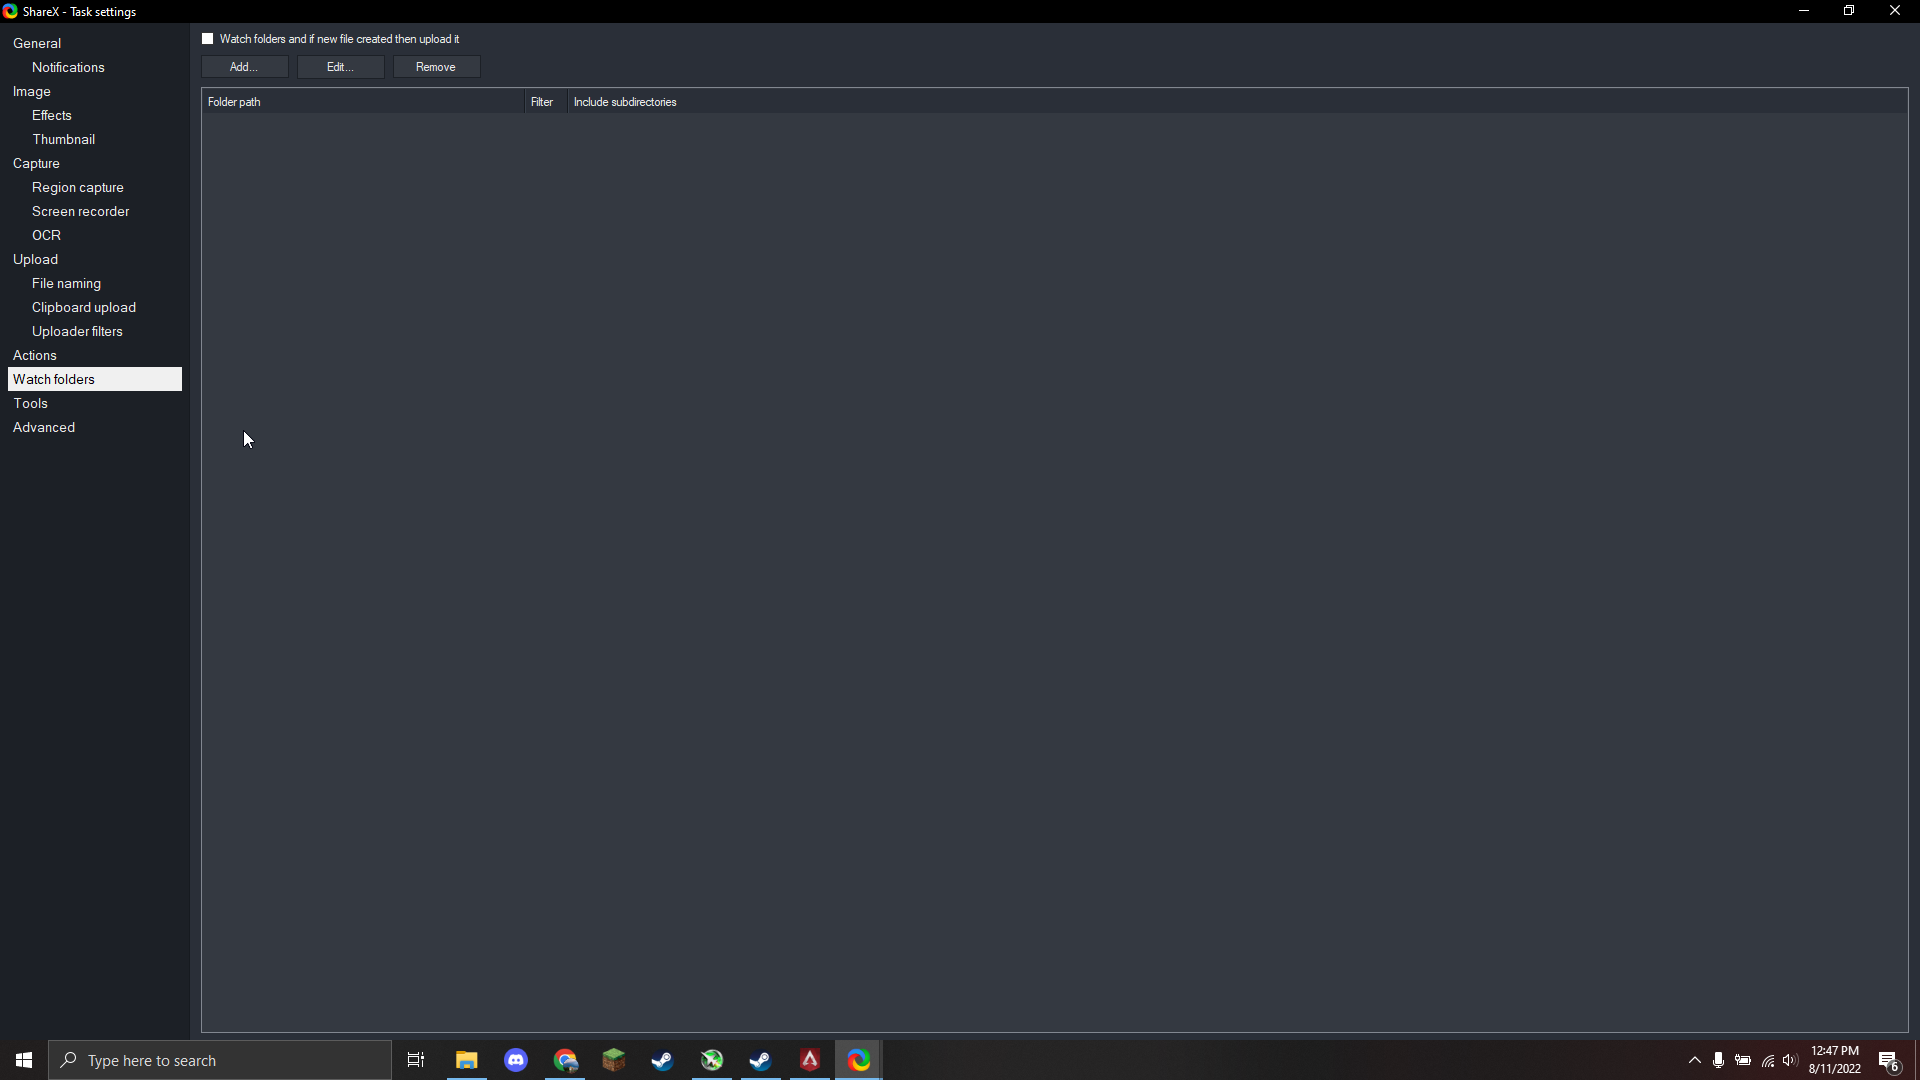 ShareX - Task settings
General
Notifications
Image
Effects
Thumbnail
Capture
Region capture
Screen recorder
OCR
Upload
File naming
Clipboard upload
Uploader filters
Actions
Watch folders
Tools
Advanced
Watch folders and if new file created then upload it
Add... Edit... Remove
Folder path Filter Include subdirectories
Type here to search
12:47 PM
8/11/2022
6